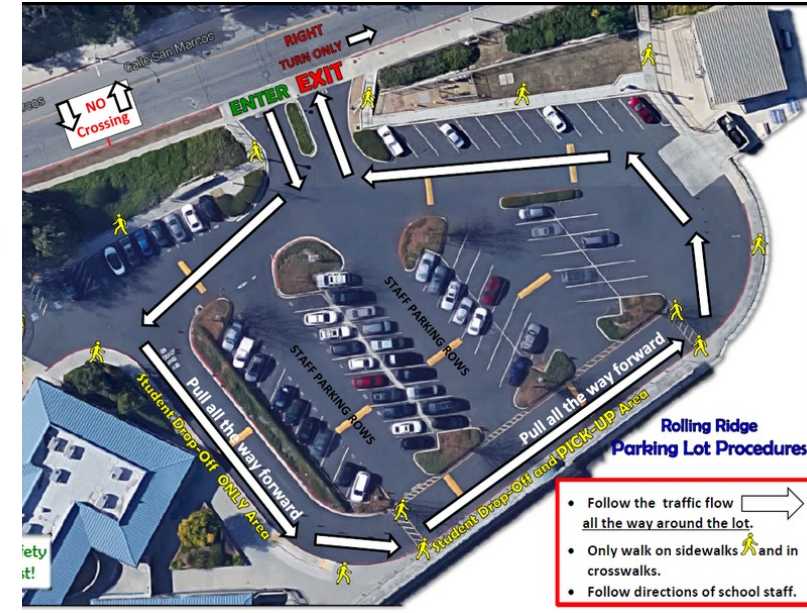 Calle San Marcos
RIGHT
TURN ONLY
ENTER
EXIT
NO
Crossing
STAFF PARKING ROWS
STAFF PARKING ROWS
Pull all the way forward
Student Drop-Off ONLY Area
Pull all the way forward
Student Drop-Off and PICK-UP Area
Rolling Ridge
Parking Lot Procedures
• Follow the traffic flow
all the way around the lot.
• Only walk on sidewalks and in
crosswalks.
• Follow directions of school staff.